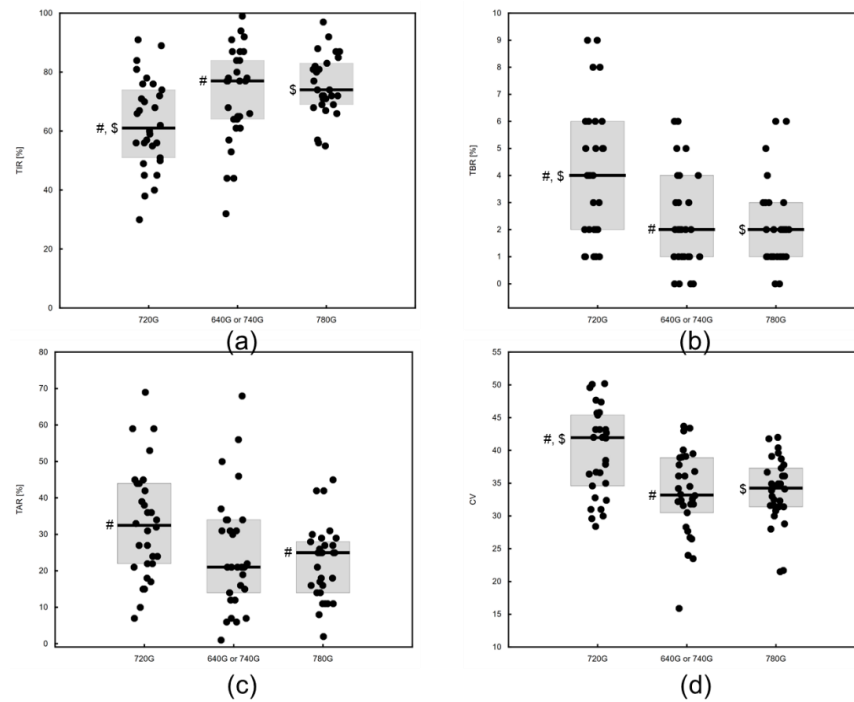 100
80
60
40
20
0
TIR [%]
#, $
#
$
720G
640G or 740G
780G
(a)
10
9
8
7
6
5
4
3
2
1
0
TBR [%]
#, $
#
$
720G
640G or 740G
780G
(b)
80
70
60
50
40
30
20
10
0
TAR [%]
#
#
720G
640G or 740G
780G
(c)
55
50
45
40
35
30
25
20
15
10
CV
#, $
#
$
720G
640G or 740G
780G
(d)